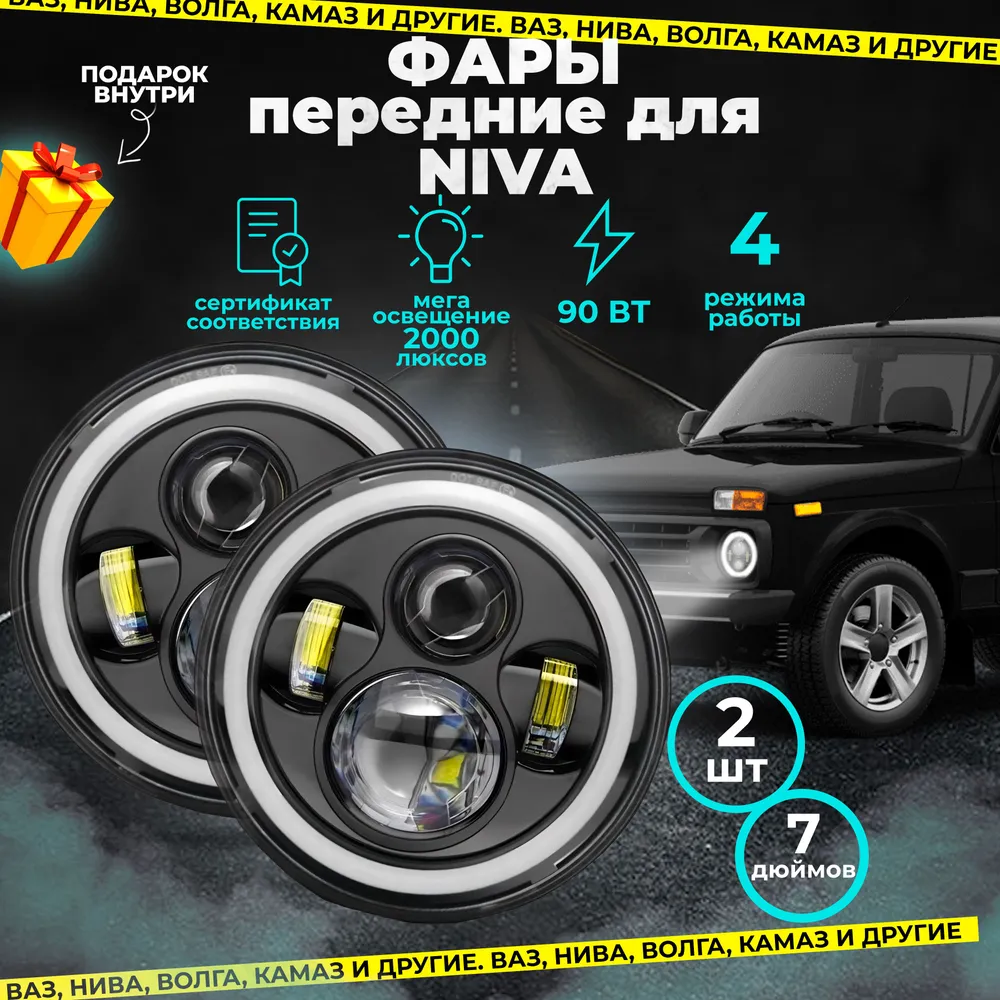 ВАЗ, НИВА, ВОЛГА, КАМАЗ И ДРУГИЕ. ВАЗ, НИВА, ВОЛГА, КАМАЗ И ДРУГИЕ
ПОДАРОК
ВНУТРИ
ФАРЫ
передние для
NIVA
сертификат
соответствия
мега
освещение
2000
люксов
90 ВТ
4
режима
работы
2
шт
7
дюймов
ВАЗ, НИВА, ВОЛГА, КАМАЗ И ДРУГИЕ. ВАЗ, НИВА, ВОЛГА, КАМАЗ И ДРУГИЕ